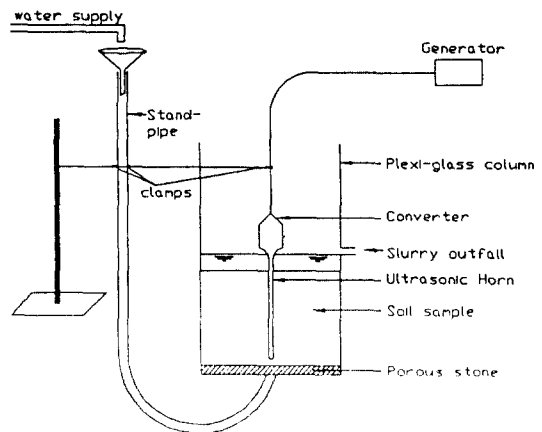 water supply
Generator
Stand-
pipe
clamps
Plexi-glass column
Converter
Slurry outfall
Ultrasonic Horn
Soil sample
Porous stone